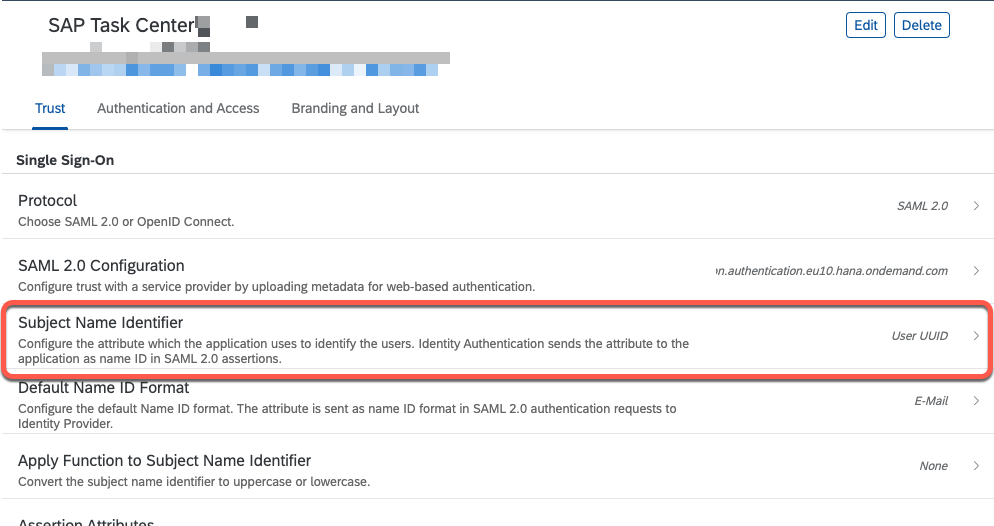 SAP Task Center
Edit
Delete
Trust
Authentication and Access
Branding and Layout
Single Sign-On
Protocol
Choose SAML 2.0 or OpenID Connect.
SAML 2.0
SAML 2.0 Configuration
Configure trust with a service provider by uploading metadata for web-based authentication.
n.authentication.eu10.hana.ondemand.com
Subject Name Identifier
Configure the attribute which the application uses to identify the users. Identity Authentication sends the attribute to the
application as name ID in SAML 2.0 assertions.
User UUID
Default Name ID Format
Configure the default Name ID format. The attribute is sent as name ID format in SAML 2.0 authentication requests to
Identity Provider.
E-Mail
Apply Function to Subject Name Identifier
Convert the subject name identifier to uppercase or lowercase.
None
Assertion Attributes